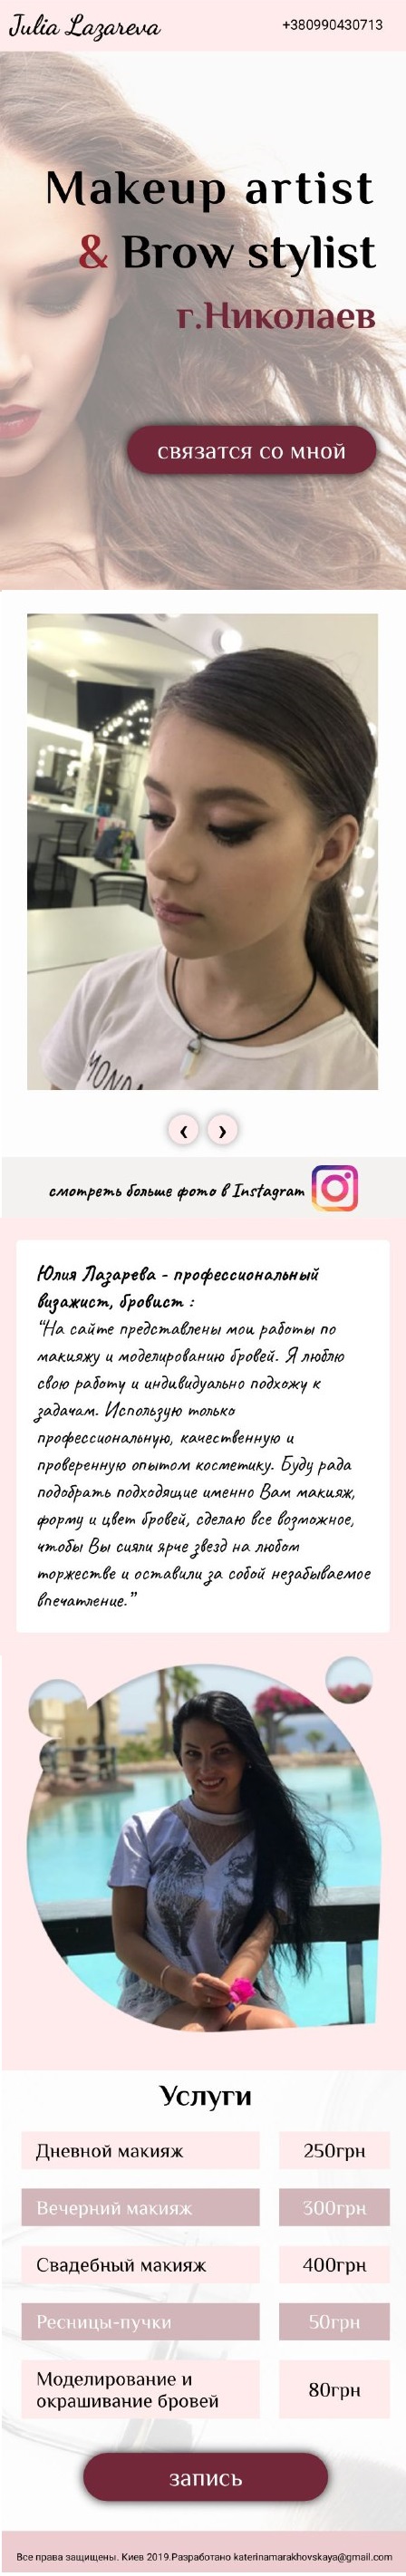 Julia Lazareva
+380990430713
Makeup artist
& Brow stylist
г.Николаев
связатся со мной
MONDA
смотреть больше фото в Instagram
Юлия Лазарева - профессиональный
визажист, бровист :
“На сайте представлены мои работы по
макияжу и моделированию бровей. Я люблю
свою работу и индивидуально подхожу к
задачам. Использую только
профессиональную, качественную и
проверенную опытом косметику. Буду рада
подобрать подходящие именно Вам макияж,
форму и цвет бровей, сделаю все возможное,
чтобы Вы сияли ярче звезд на любом
торжестве и оставили за собой незабываемое
впечатление.”
Услуги
Дневной макияж 250грн
Вечерний макияж 300грн
Свадебный макияж 400грн
Ресницы-пучки 50грн
Моделирование и
окрашивание бровей 80грн
запись
Все права защищены. Киев 2019.Разработано katerinamarakhovskaya@gmail.com